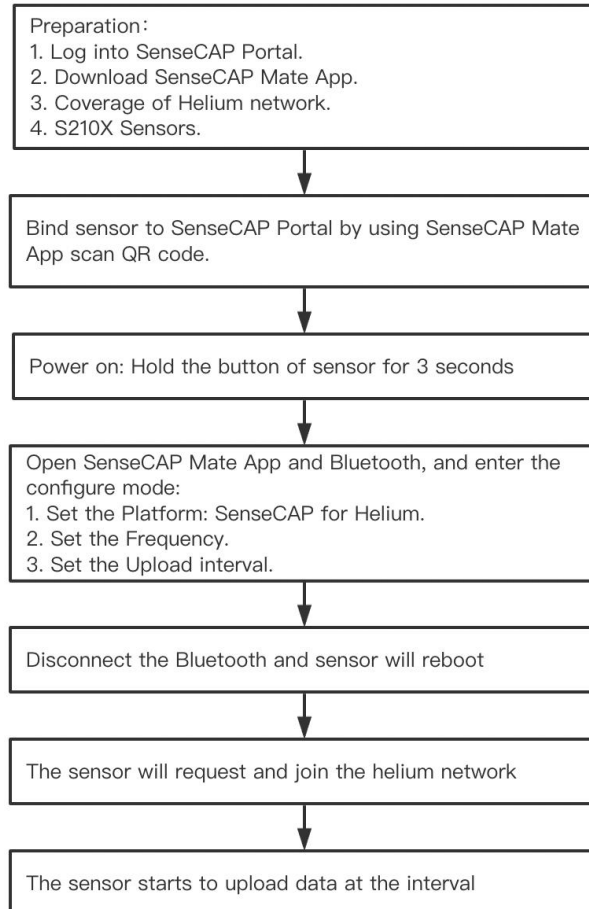 Preparation：
1. Log into SenseCAP Portal.
2. Download SenseCAP Mate App.
3. Coverage of Helium network.
4. S210X Sensors.
Bind sensor to SenseCAP Portal by using SenseCAP Mate
App scan QR code.
Power on: Hold the button of sensor for 3 seconds
Open SenseCAP Mate App and Bluetooth, and enter the
configure mode:
1. Set the Platform: SenseCAP for Helium.
2. Set the Frequency.
3. Set the Upload interval.
Disconnect the Bluetooth and sensor will reboot
The sensor will request and join the helium network
The sensor starts to upload data at the interval